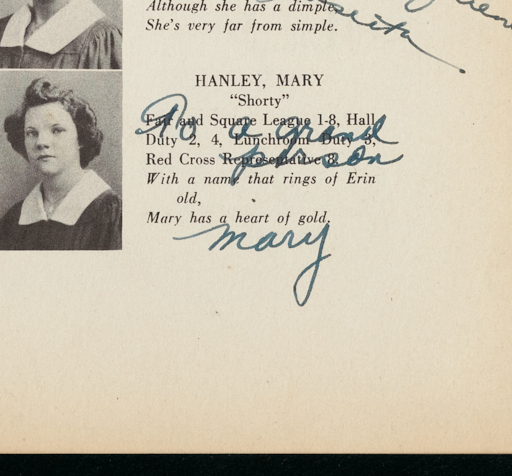 Although she has a dimple
She's very far from simple.
HANLEY, MARY
"Shorty"
Fair and Square League 1-8, Hall
Duty 2, 4, Lunchroom Duty 3,
Red Cross Representative 8.
With a name that rings of Erin
old,
Mary has a heart of gold.
To a grand
person
Mary